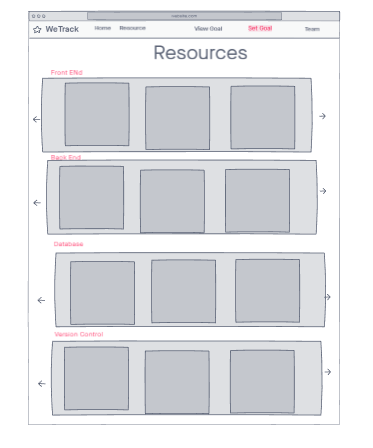 website.com
WeTrack Home Resource View Goal Set Goal Team
Resources
Front ENd
Back End
Database
Version Control